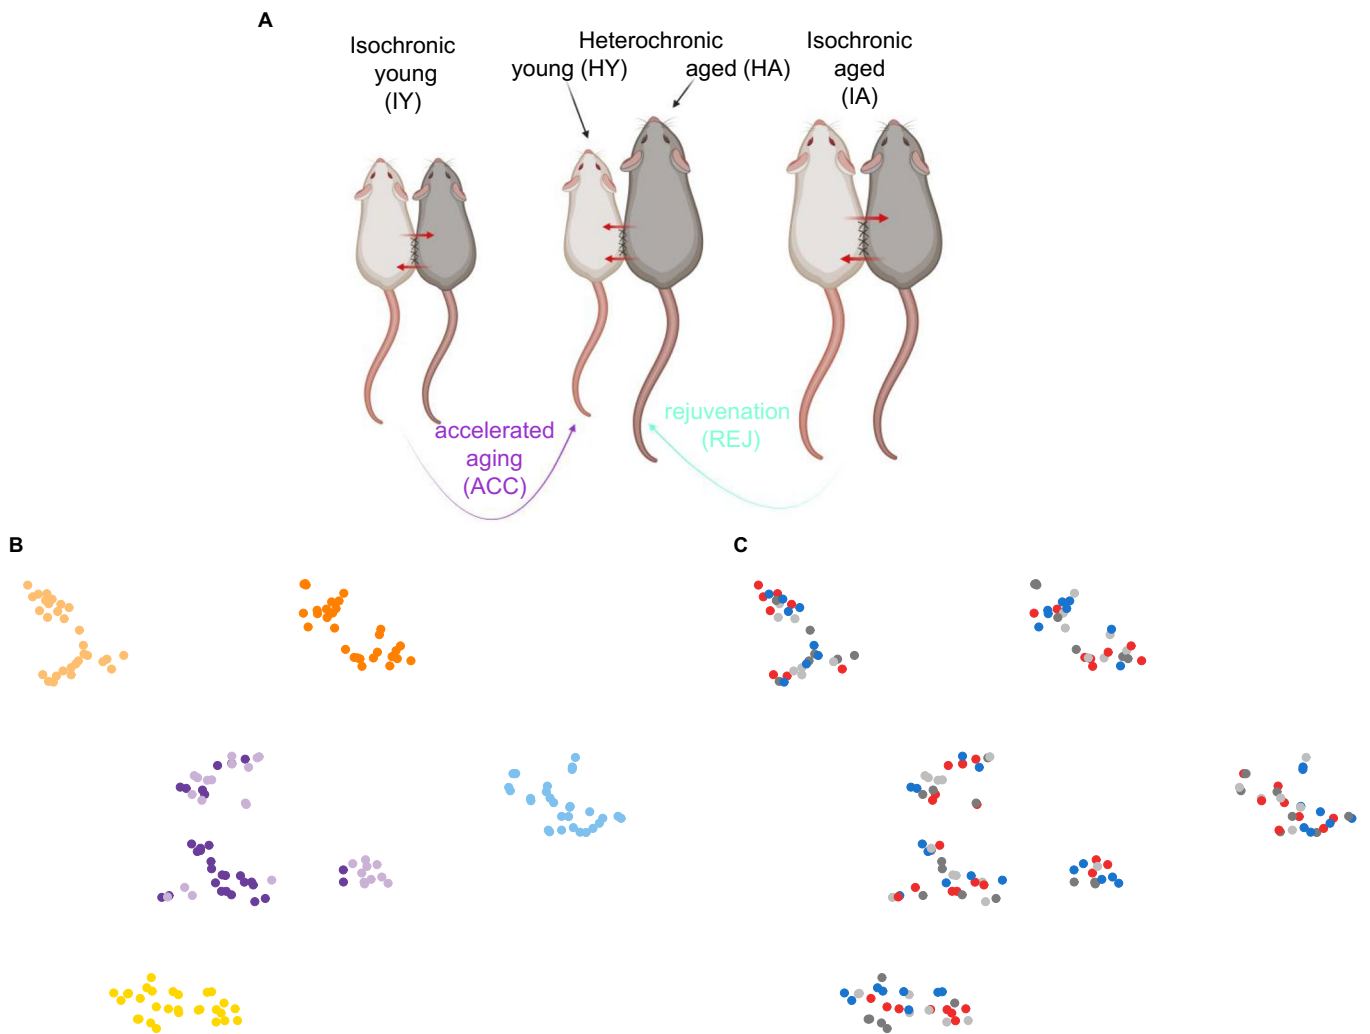 A
Isochronic
young
(IY)
Heterochronic
young (HY)
aged (HA)
Isochronic
aged
(IA)
accelerated
aging
(ACC)
rejuvenation
(REJ)
B
C